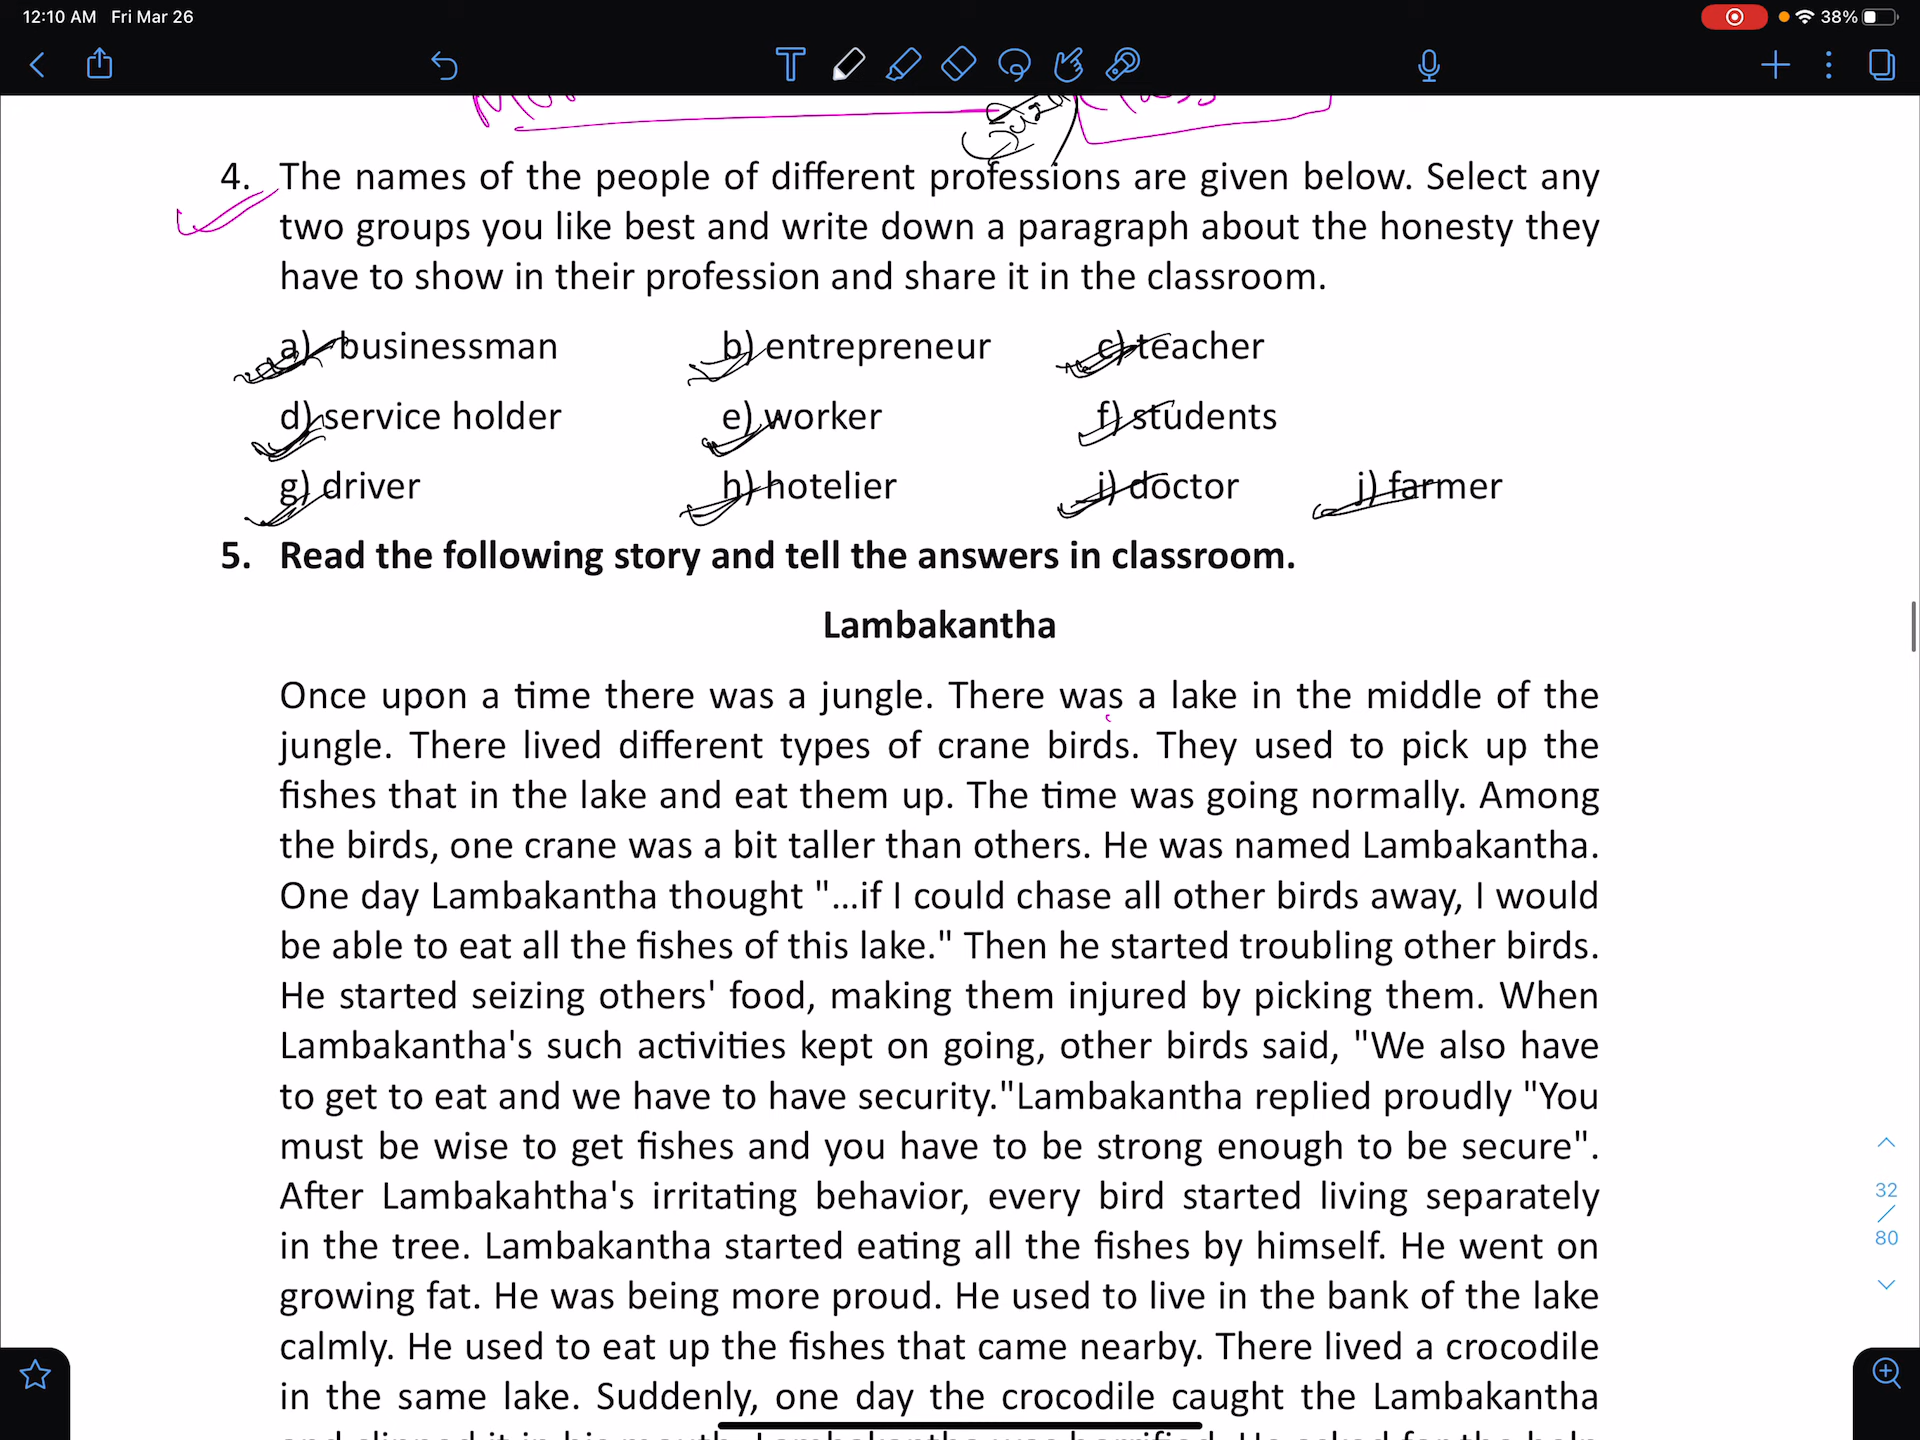 12:10 AM Fri Mar 26
38%
4. The names of the people of different professions are given below. Select any
two groups you like best and write down a paragraph about the honesty they
have to show in their profession and share it in the classroom.
a) businessman b) entrepreneur c) teacher
d) service holder e) worker f) students
g) driver h) hotelier i) doctor j) farmer
5. Read the following story and tell the answers in classroom.
Lambakantha
Once upon a time there was a jungle. There was a lake in the middle of the
jungle. There lived different types of crane birds. They used to pick up the
fishes that in the lake and eat them up. The time was going normally. Among
the birds, one crane was a bit taller than others. He was named Lambakantha.
One day Lambakantha thought "...if I could chase all other birds away, I would
be able to eat all the fishes of this lake." Then he started troubling other birds.
He started seizing others' food, making them injured by picking them. When
Lambakantha's such activities kept on going, other birds said, "We also have
to get to eat and we have to have security."Lambakantha replied proudly "You
must be wise to get fishes and you have to be strong enough to be secure".
After Lambakahtha's irritating behavior, every bird started living separately
in the tree. Lambakantha started eating all the fishes by himself. He went on
growing fat. He was being more proud. He used to live in the bank of the lake
calmly. He used to eat up the fishes that came nearby. There lived a crocodile
in the same lake. Suddenly, one day the crocodile caught the Lambakantha
32
/
80